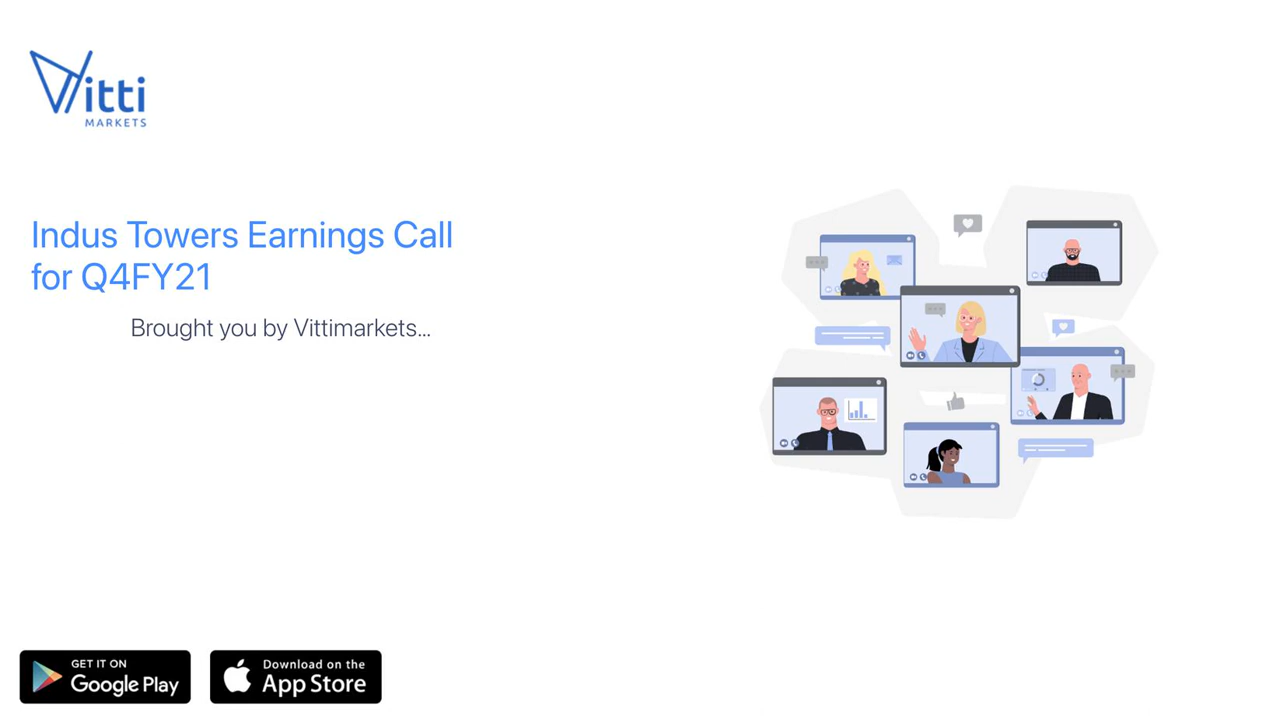 Vitti
MARKETS
Indus Towers Earnings Call
for Q4FY21
Brought you by Vittimarkets...
GET IT ON
Google Play
Download on the
App Store